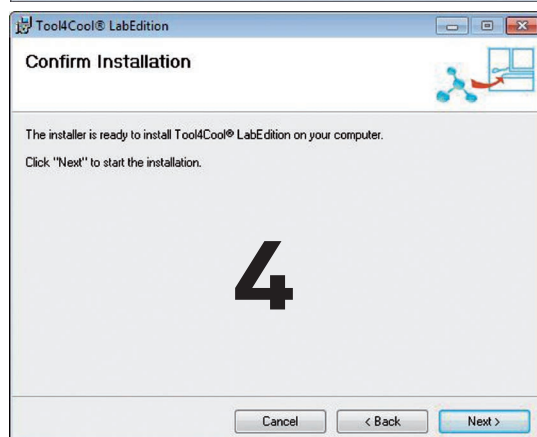 Tool4Cool® LabEdition
Confirm Installation
The installer is ready to install Tool4Cool® LabEdition on your computer.
Click "Next" to start the installation.
4
Cancel
< Back
Next >